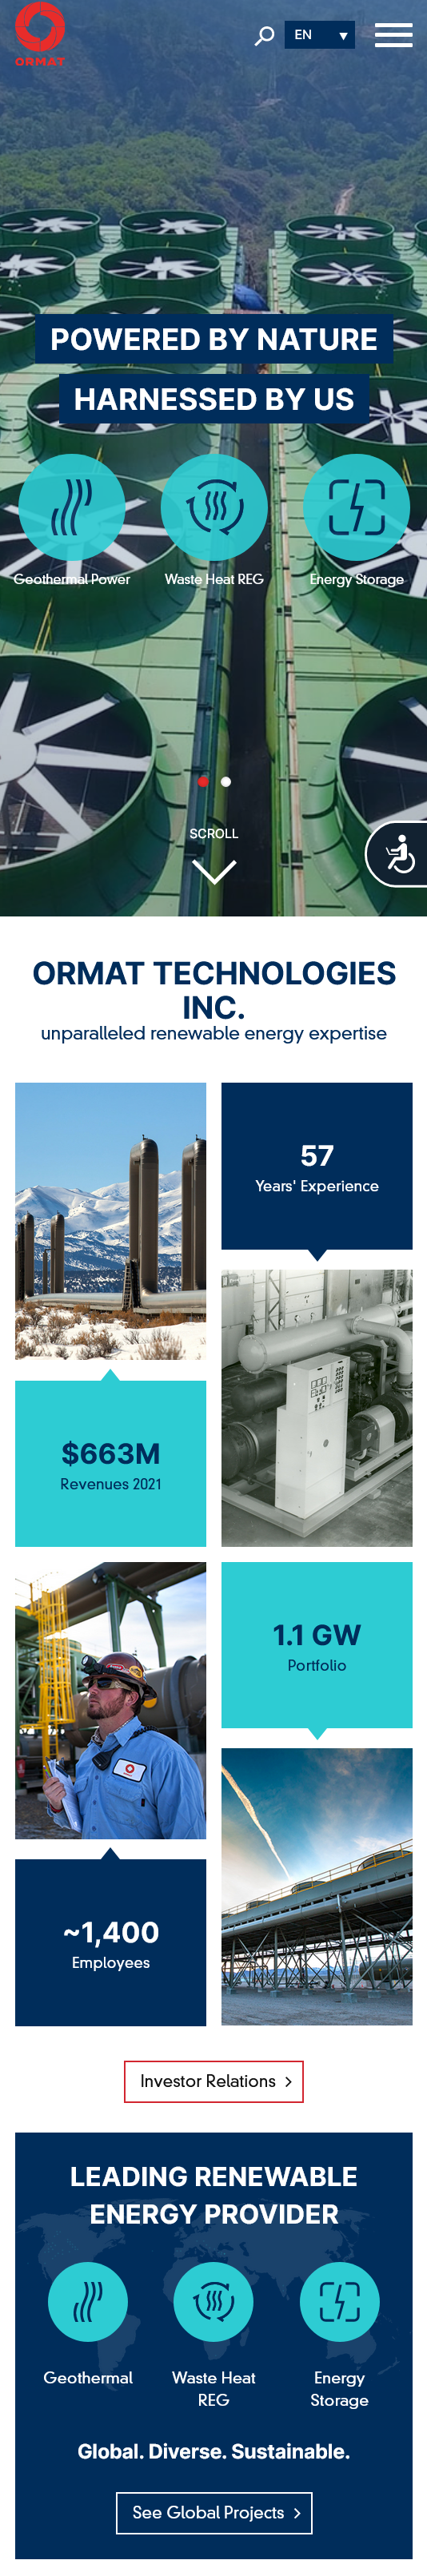 ORMAT
EN
POWERED BY NATURE
HARNESSED BY US
Geothermal Power
Waste Heat REG
Energy Storage
SCROLL
ORMAT TECHNOLOGIES
INC.
unparalleled renewable energy expertise
57
Years' Experience
$663M
Revenues 2021
1.1 GW
Portfolio
~1,400
Employees
Investor Relations
LEADING RENEWABLE
ENERGY PROVIDER
Geothermal
Waste Heat
REG
Energy
Storage
Global. Diverse. Sustainable.
See Global Projects